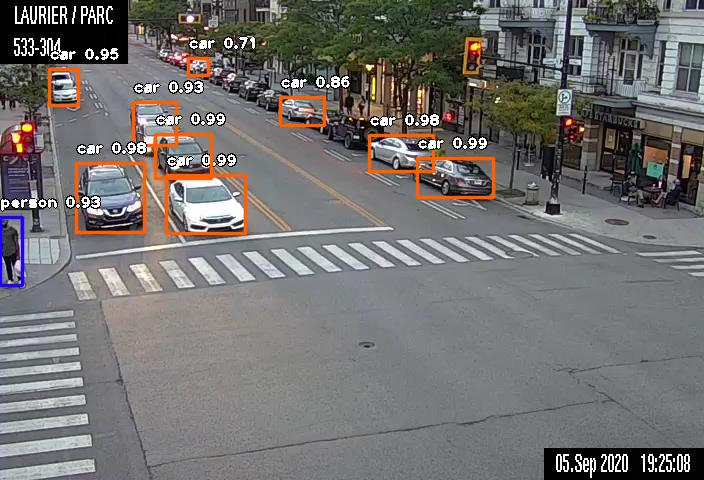 LAURIER / PARC
533-304
car 0.95
car 0.71
car 0.93
car 0.86
car 0.99
car 0.98
car 0.99
car 0.98
car 0.99
person 0.93
STARBUCKS
P
05.Sep 2020 19:25:08